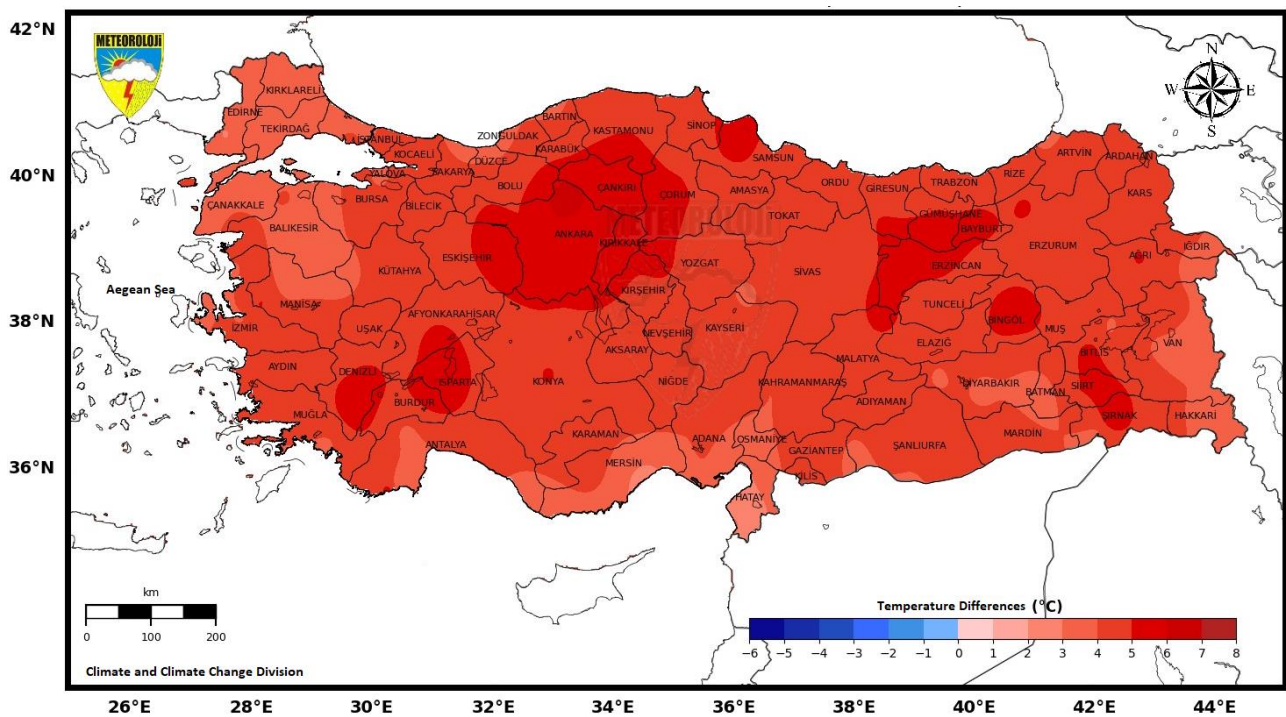 METEOROLOJİ
42°N
40°N
38°N
36°N
N
W E
S
KIRKLARELİ
EDİRNE
TEKİRDAĞ
İSTANBUL
KOCAELİ
YALOVA
SAKARYA
DÜZCE
ZONGULDAK
BARTIN
KARABÜK
KASTAMONU
SİNOP
SAMSUN
ORDU
GİRESUN
TRABZON
RİZE
ARTVİN
ARDAHAN
KARS
ÇANAKKALE
BALIKESİR
BURSA
BİLECİK
BOLU
ÇANKIRI
ÇORUM
AMASYA
TOKAT
GÜMÜŞHANE
BAYBURT
ERZURUM
IĞDIR
AĞRI
METEOROLOJİ
ESKİŞEHİR
ANKARA
KIRIKKALE
YOZGAT
SİVAS
ERZİNCAN
Aegean Sea
KÜTAHYA
KIRŞEHİR
TUNCELİ
BİNGÖL
MUŞ
MANİSA
AFYONKARAHİSAR
İZMİR
UŞAK
NEVŞEHİR
KAYSERİ
ELAZIĞ
VAN
AKSARAY
MALATYA
BİTLİS
AYDIN
DENİZLİ
ISPARTA
KONYA
NİĞDE
KAHRAMANMARAŞ
DİYARBAKIR
BATMAN
SİİRT
BURDUR
ADIYAMAN
MUĞLA
ŞIRNAK
HAKKARİ
ANTALYA
KARAMAN
ADANA
OSMANİYE
GAZİANTEP
ŞANLIURFA
MARDİN
MERSİN
KİLİS
HATAY
km
0 100 200
Temperature Differences (°C)
−6 −5 −4 −3 −2 −1 0 1 2 3 4 5 6 7 8
Climate and Climate Change Division
26°E 28°E 30°E 32°E 34°E 36°E 38°E 40°E 42°E 44°E